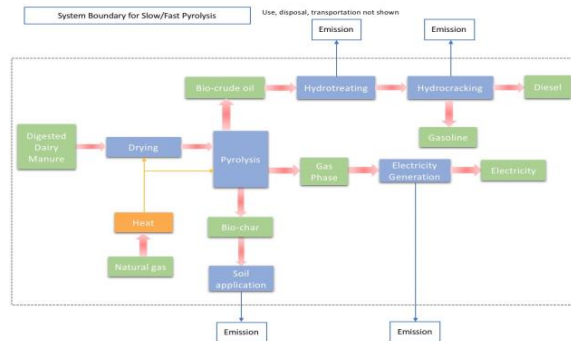 System Boundary for Slow/Fast Pyrolysis
Use, disposal, transportation not shown
Emission
Emission
Bio-crude oil
Hydrotreating
Hydrocracking
Diesel
Gasoline
Digested
Dairy
Manure
Drying
Pyrolysis
Gas
Phase
Electricity
Generation
Electricity
Heat
Bio-char
Natural gas
Soil
application
Emission
Emission